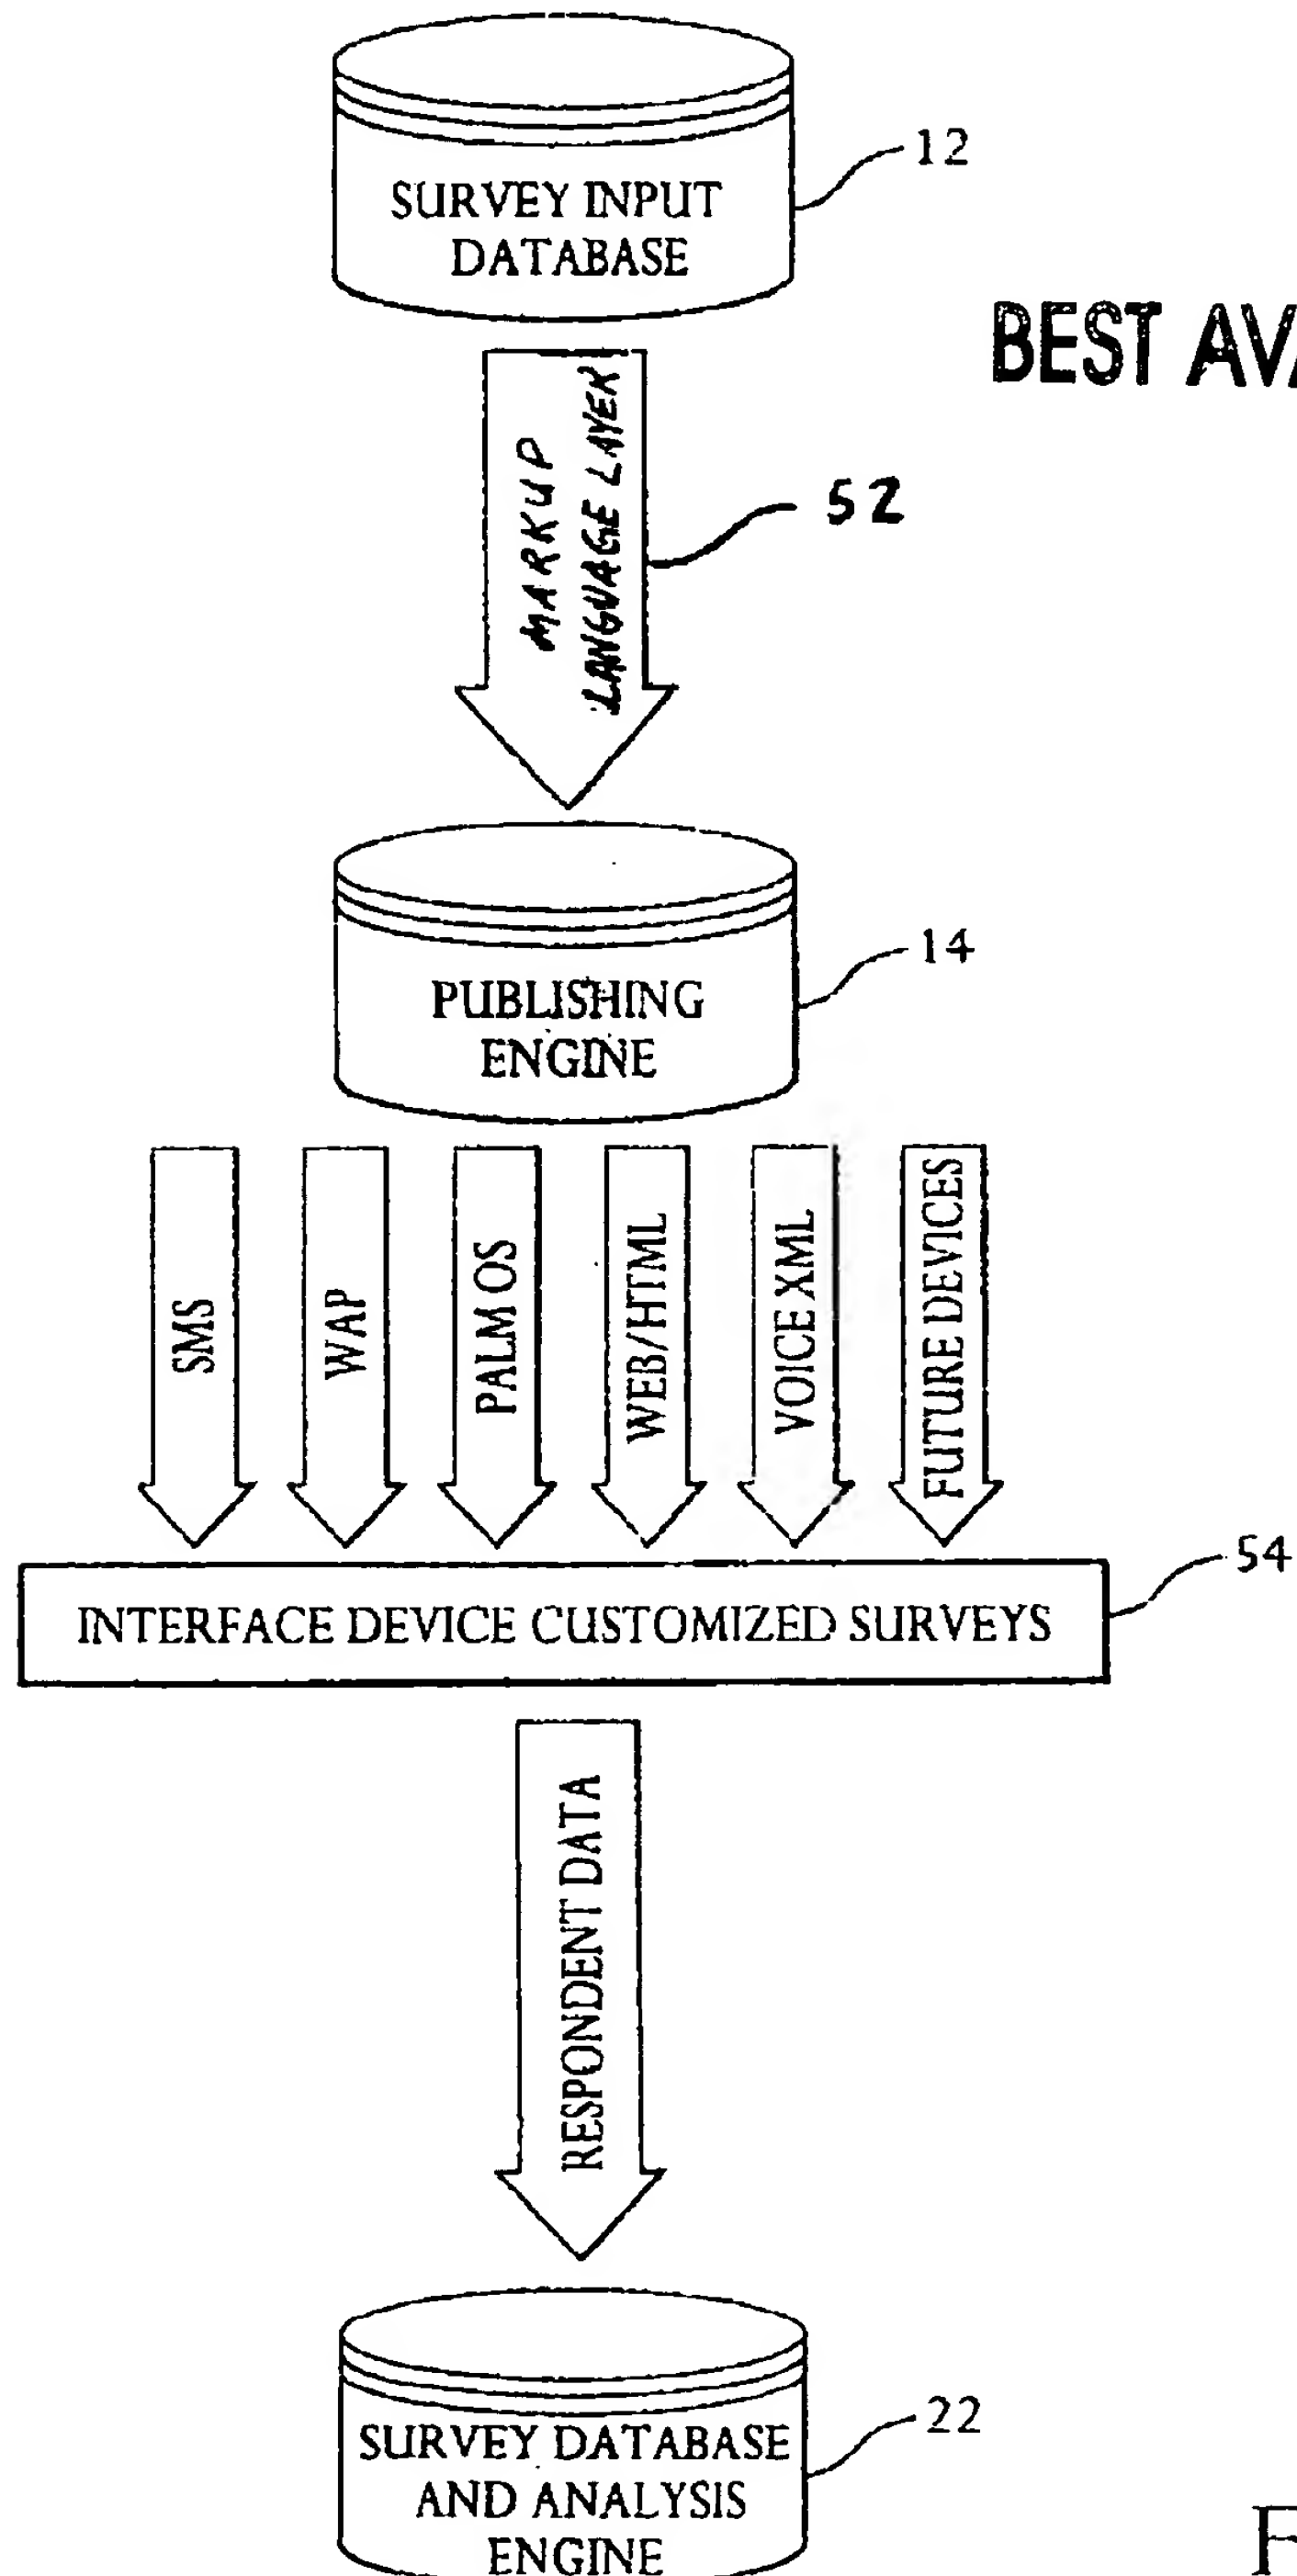 12
SURVEY INPUT
DATABASE
BEST AVA
MARKUP
LANGUAGE LAYER
52
14
PUBLISHING
ENGINE
SMS
WAP
PALM OS
WEB/HTML
VOICE XML
FUTURE DEVICES
54
INTERFACE DEVICE CUSTOMIZED SURVEYS
RESPONDENT DATA
22
SURVEY DATABASE
AND ANALYSIS
ENGINE
F